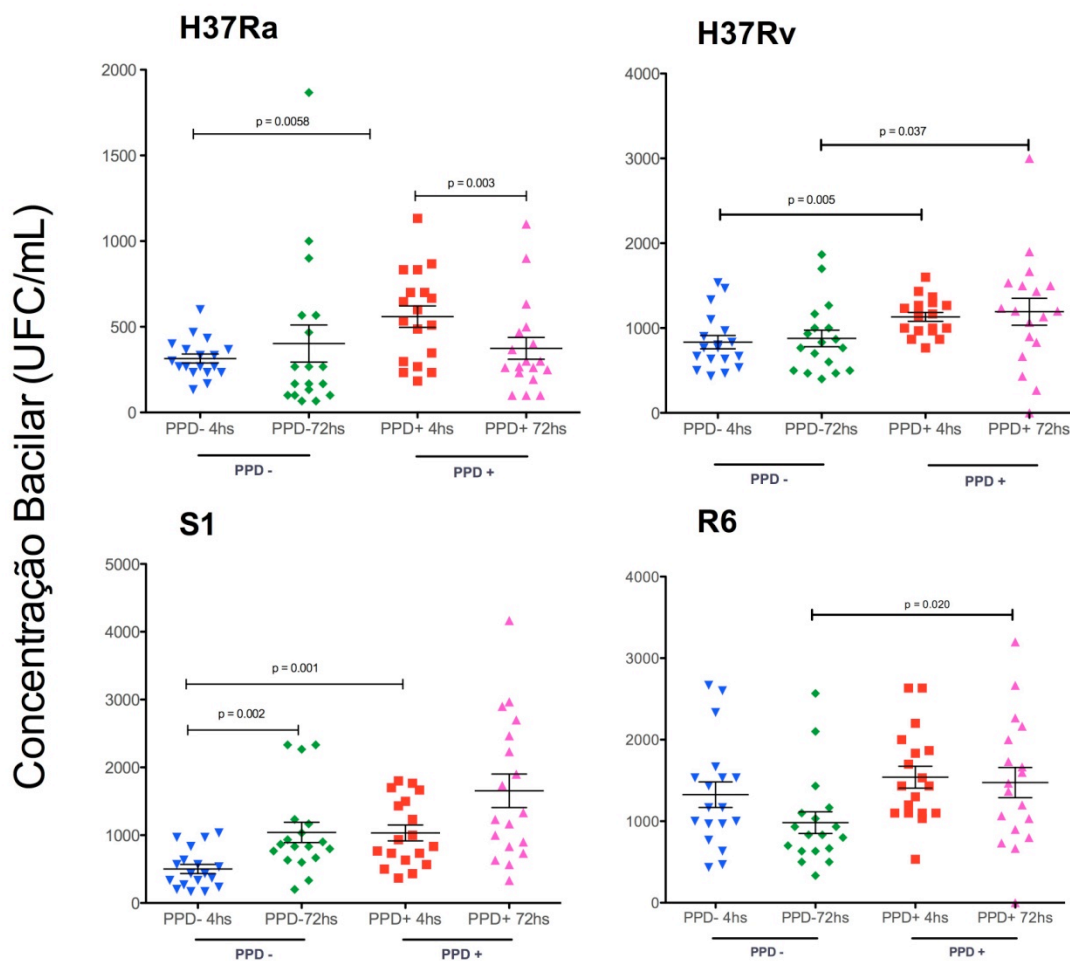 Concentração Bacilar (UFC/mL)
H37Ra
2000
1500
1000
500
0
p = 0.0058
p = 0.003
PPD- 4hs PPD-72hs PPD+ 4hs PPD+ 72hs
PPD - PPD +
H37Rv
4000
3000
2000
1000
0
p = 0.037
p = 0.005
PPD- 4hs PPD-72hs PPD+ 4hs PPD+ 72hs
PPD - PPD +
S1
5000
4000
3000
2000
1000
0
p = 0.001
p = 0.002
PPD- 4hs PPD-72hs PPD+ 4hs PPD+ 72hs
PPD - PPD +
R6
4000
3000
2000
1000
0
p = 0.020
PPD- 4hs PPD-72hs PPD+ 4hs PPD+ 72hs
PPD - PPD +